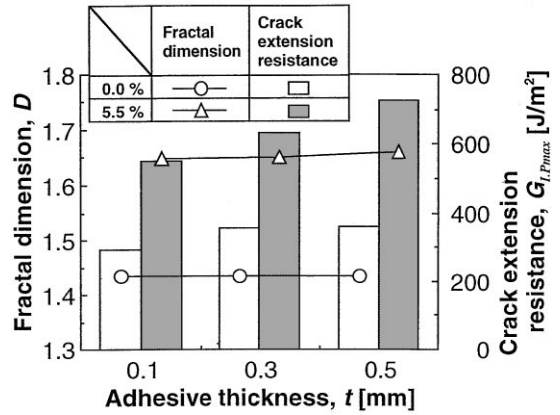 Fractal dimension
Crack extension resistance
0.0 %
5.5 %
Fractal dimension, D
1.8
1.7
1.6
1.5
1.4
1.3
800
600
400
200
0
Crack extension
resistance, G_I,Pmax [J/m²]
0.1 0.3 0.5
Adhesive thickness, t [mm]